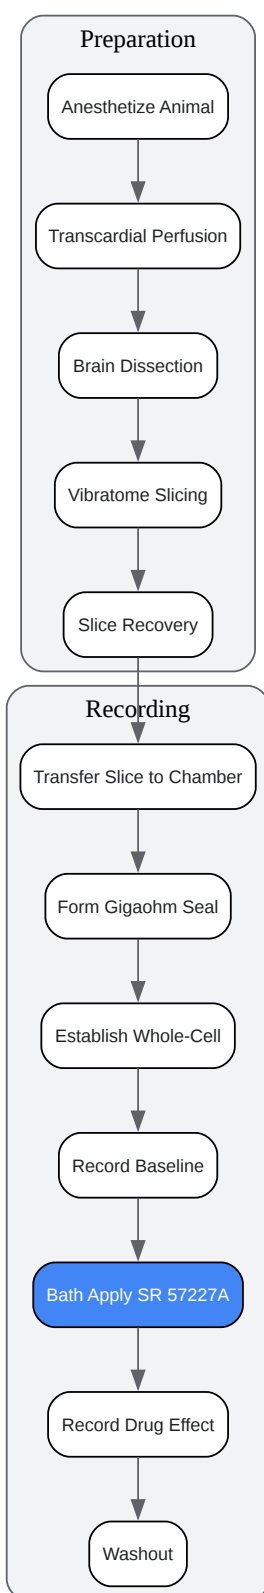 Preparation
Anesthetize Animal
Transcardial Perfusion
Brain Dissection
Vibratome Slicing
Slice Recovery
Recording
Transfer Slice to Chamber
Form Gigaohm Seal
Establish Whole-Cell
Record Baseline
Bath Apply SR 57227A
Record Drug Effect
Washout